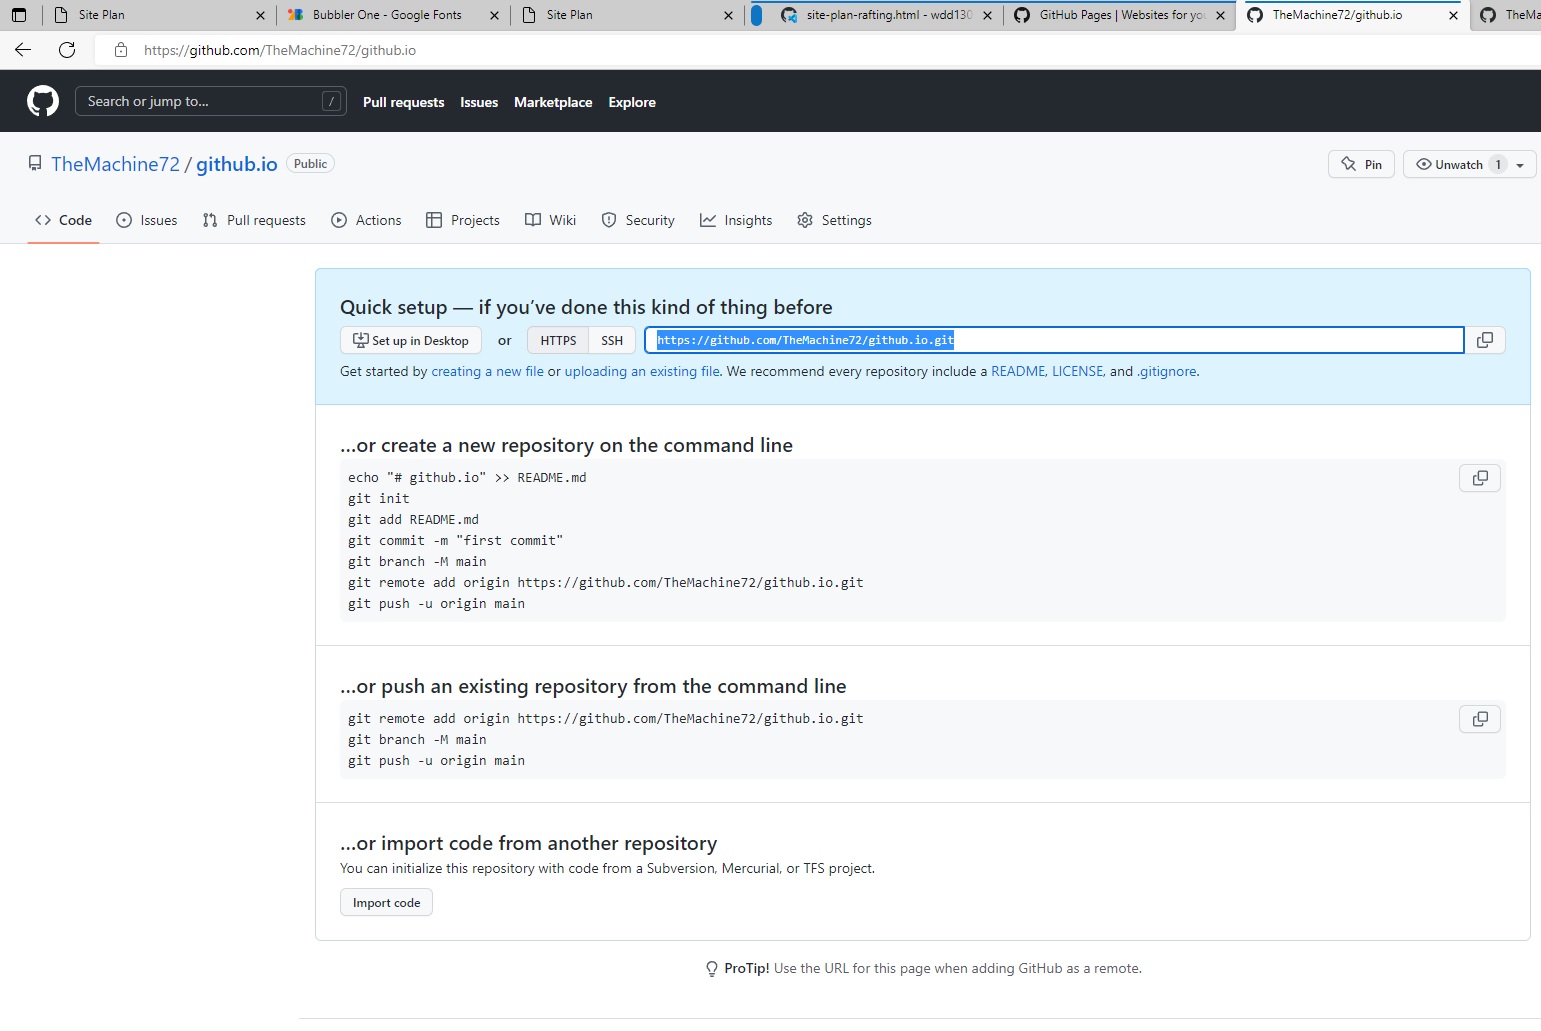 Site Plan
Bubbler One - Google Fonts
Site Plan
site-plan-rafting.html - wdd130
GitHub Pages | Websites for you
TheMachine72/github.io
TheMa
https://github.com/TheMachine72/github.io
Search or jump to... /
Pull requests Issues Marketplace Explore
TheMachine72 / github.io Public
Pin
Unwatch 1
Code Issues Pull requests Actions Projects Wiki Security Insights Settings
Quick setup — if you’ve done this kind of thing before
Set up in Desktop or HTTPS SSH https://github.com/TheMachine72/github.io.git
Get started by creating a new file or uploading an existing file. We recommend every repository include a README, LICENSE, and .gitignore.
…or create a new repository on the command line
echo "# github.io" >> README.md
git init
git add README.md
git commit -m "first commit"
git branch -M main
git remote add origin https://github.com/TheMachine72/github.io.git
git push -u origin main
…or push an existing repository from the command line
git remote add origin https://github.com/TheMachine72/github.io.git
git branch -M main
git push -u origin main
…or import code from another repository
You can initialize this repository with code from a Subversion, Mercurial, or TFS project.
Import code
ProTip! Use the URL for this page when adding GitHub as a remote.